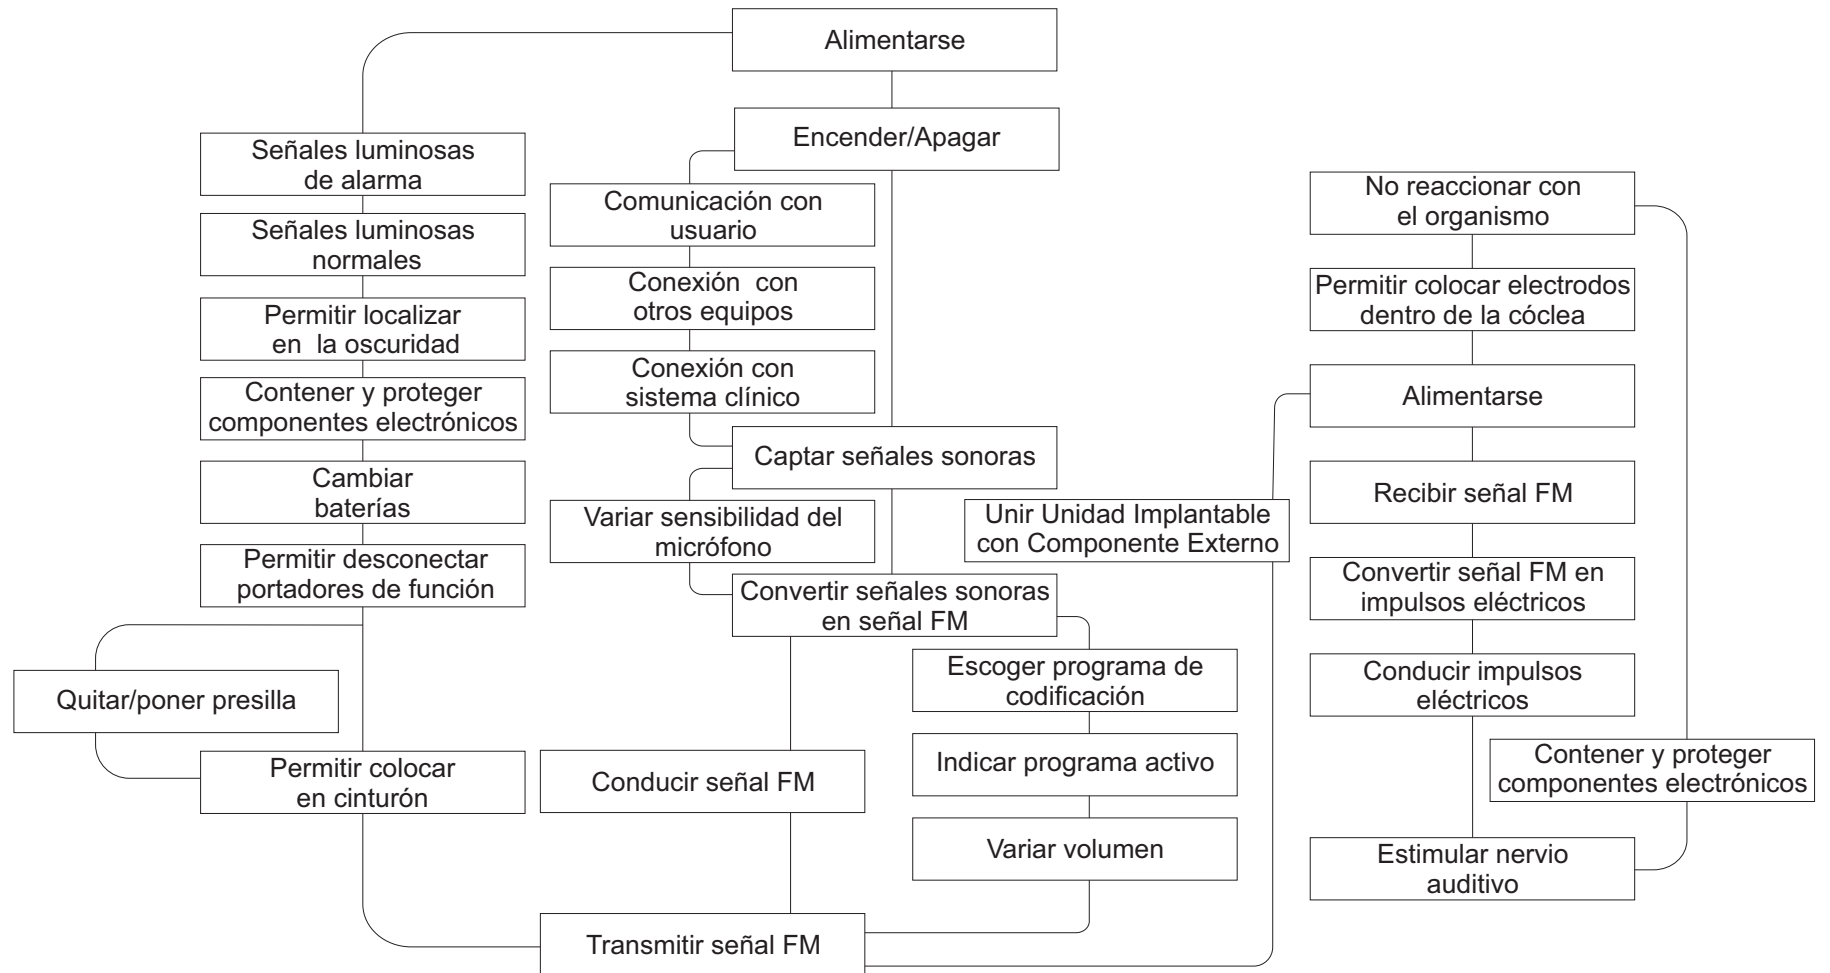 Alimentarse
Encender/Apagar
Señales luminosas
de alarma
Señales luminosas
normales
Permitir localizar
en  la oscuridad
Contener y proteger
componentes electrónicos
Cambiar
baterías
Permitir desconectar
portadores de función
Quitar/poner presilla
Permitir colocar
en cinturón
Comunicación con
usuario
Conexión  con
otros equipos
Conexión con
sistema clínico
Captar señales sonoras
Variar sensibilidad del
micrófono
Convertir señales sonoras
en señal FM
Escoger programa de
codificación
Indicar programa activo
Variar volumen
Conducir señal FM
Transmitir señal FM
Unir Unidad Implantable
con Componente Externo
No reaccionar con
el organismo
Permitir colocar electrodos
dentro de la cóclea
Alimentarse
Recibir señal FM
Convertir señal FM en
impulsos eléctricos
Conducir impulsos
eléctricos
Contener y proteger
componentes electrónicos
Estimular nervio
auditivo